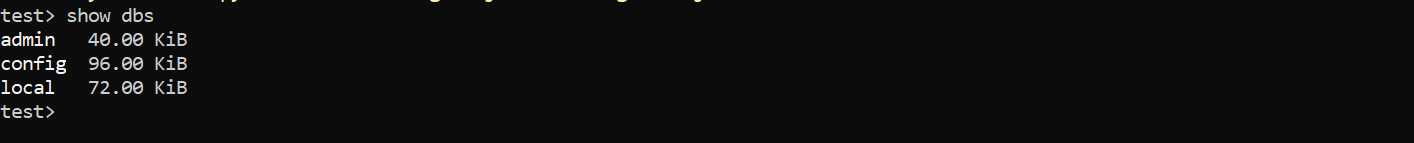 test> show dbs
admin   40.00 KiB
config  96.00 KiB
local   72.00 KiB
test>